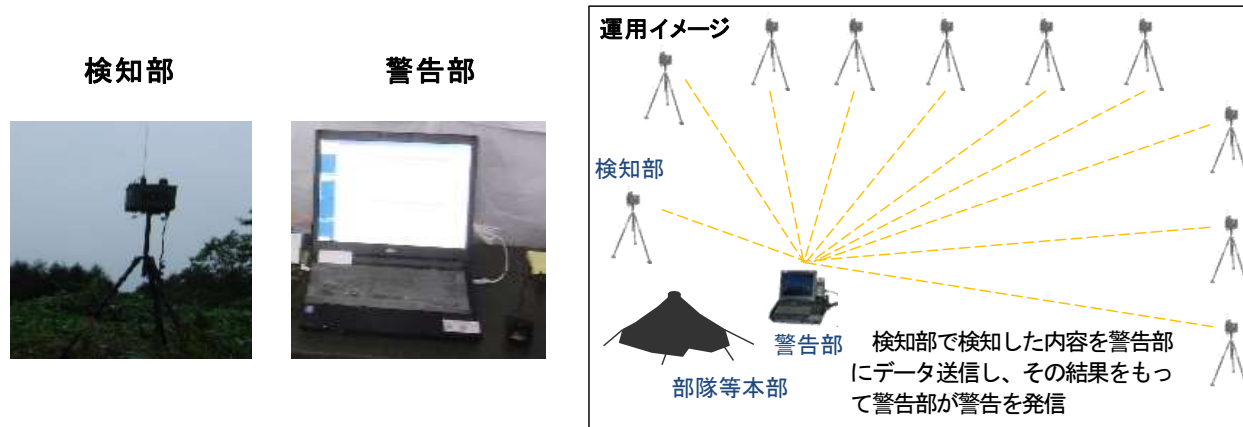 検知部
警告部
運用イメージ
検知部
警告部
部隊等本部
検知部で検知した内容を警告部
にデータ送信し、その結果をもっ
て警告部が警告を発信